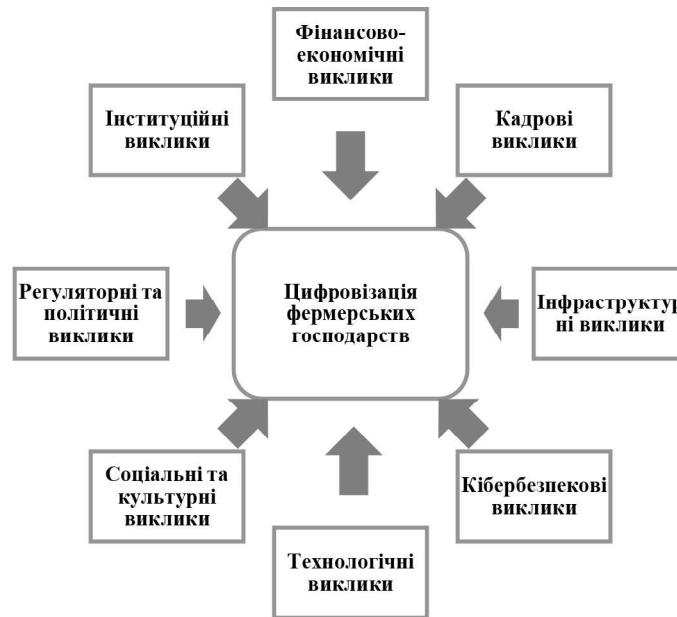 Фінансово-
економічні
виклики
Інституційні
виклики
Кадрові
виклики
Регуляторні та
політичні
виклики
Цифровізація
фермерських
господарств
Інфраструктур
ні виклики
Соціальні та
культурні
виклики
Кібербезпекові
виклики
Технологічні
виклики